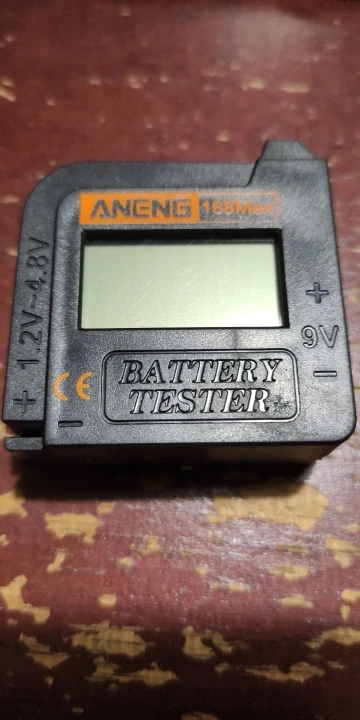 ANENG 168Max
+ 1.2V~4.8V
−
+
9V
−
CE
BATTERY
TESTER